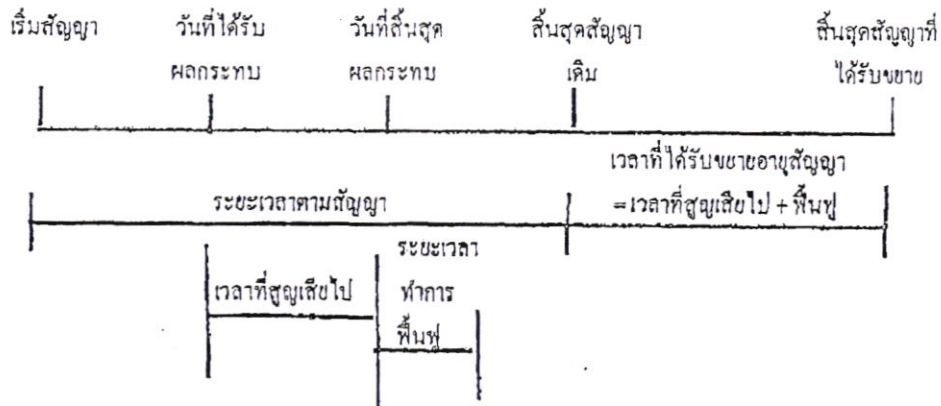 เริ่มสัญญา วันที่ได้รับ วันที่สิ้นสุด สิ้นสุดสัญญา สิ้นสุดสัญญาที่
ผลกระทบ ผลกระทบ เดิม ได้รับขยาย
เวลาที่ได้รับขยายอายุสัญญา
ระยะเวลาตามสัญญา =เวลาที่สูญเสียไป + ฟื้นฟู
ระยะเวลา
เวลาที่สูญเสียไป ทำการ
ฟื้นฟู